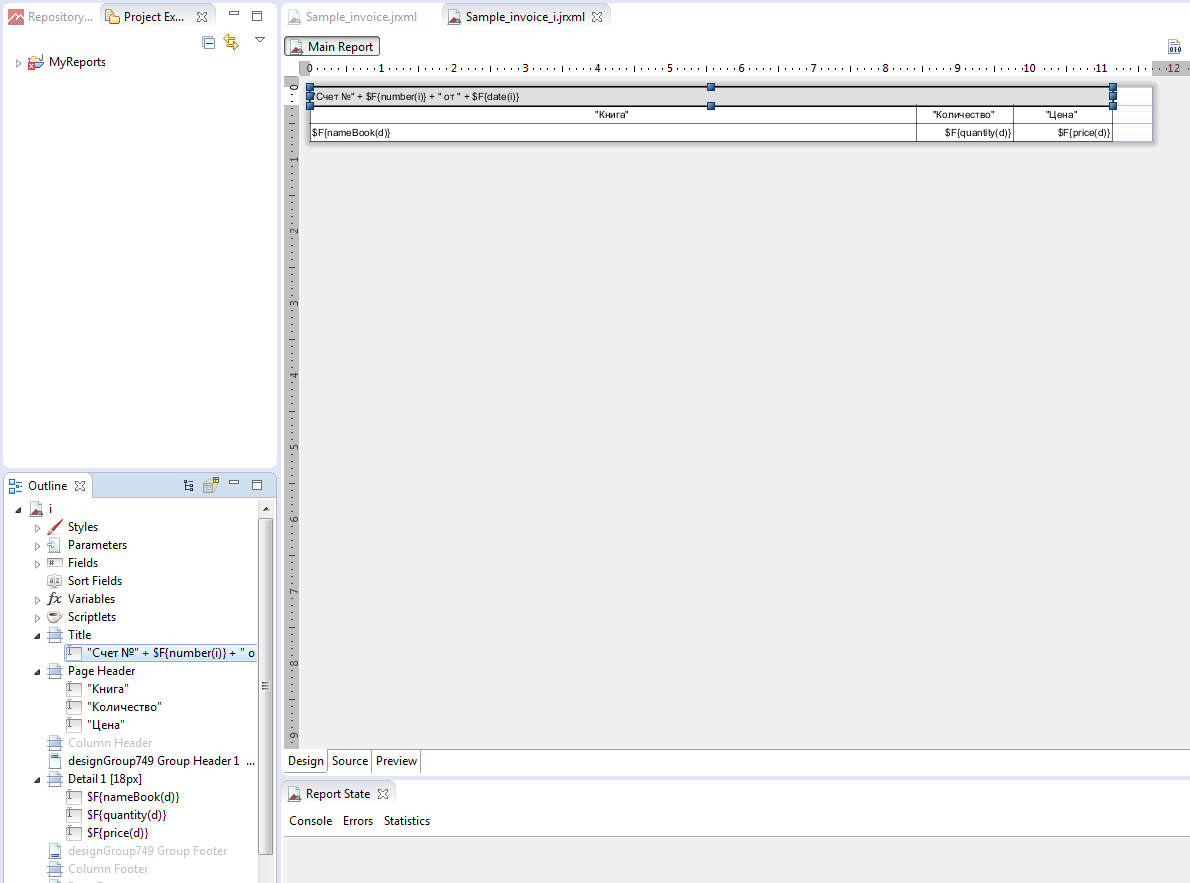 Repository...
Project Ex...
MyReports
Sample_invoice.jrxml
Sample_invoice_i.jrxml
Main Report
0 1 2 3 4 5 6 7 8 9 10 11 12
"Счет №" + $F{number(i)} + " от " + $F{date(i)}
"Книга" "Количество" "Цена"
$F{nameBook(d)} $F{quantity(d)} $F{price(d)}
0
1
2
3
4
5
6
7
8
9
Outline
i
Styles
Parameters
Fields
Sort Fields
Variables
Scriptlets
Title
"Счет №" + $F{number(i)} + " о
Page Header
"Книга"
"Количество"
"Цена"
Column Header
designGroup749 Group Header 1 ...
Detail 1 [18px]
$F{nameBook(d)}
$F{quantity(d)}
$F{price(d)}
designGroup749 Group Footer
Column Footer
Design Source Preview
Report State
Console Errors Statistics